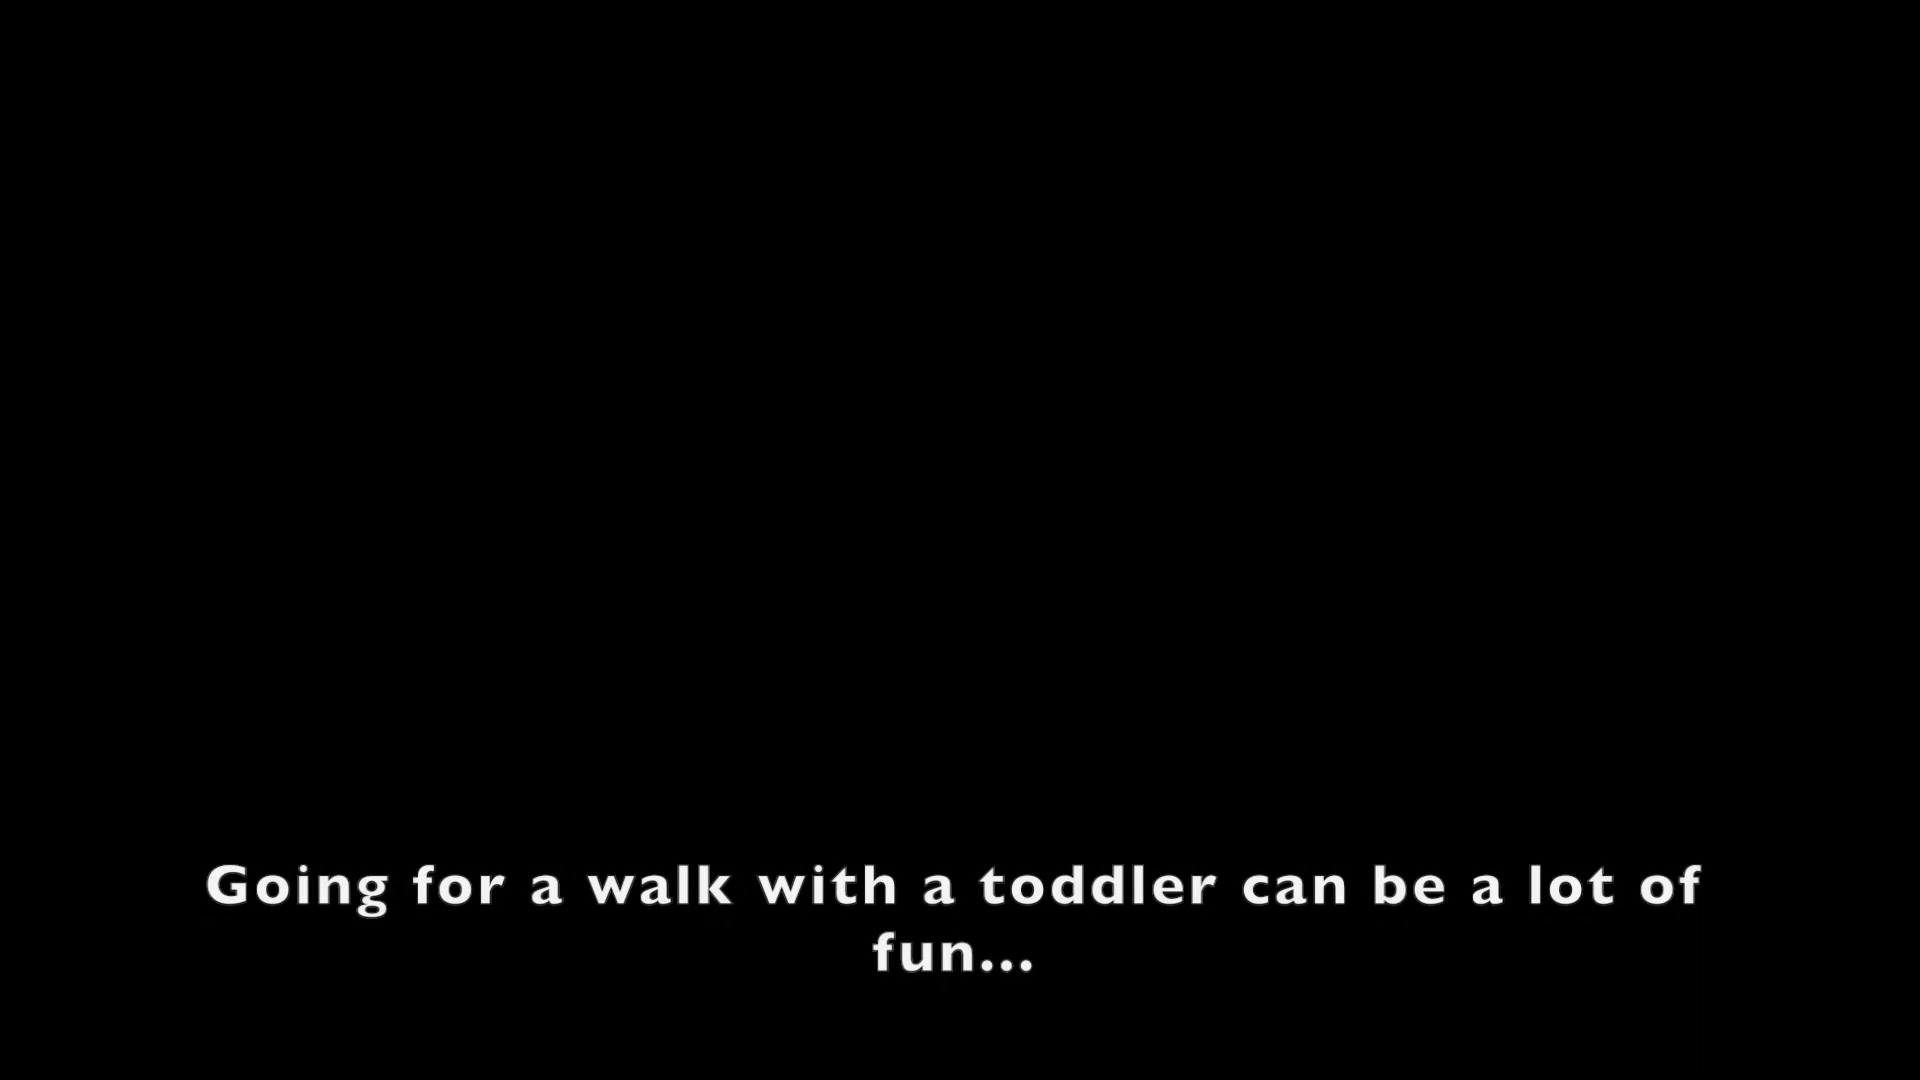 Going for a walk with a toddler can be a lot of
fun...